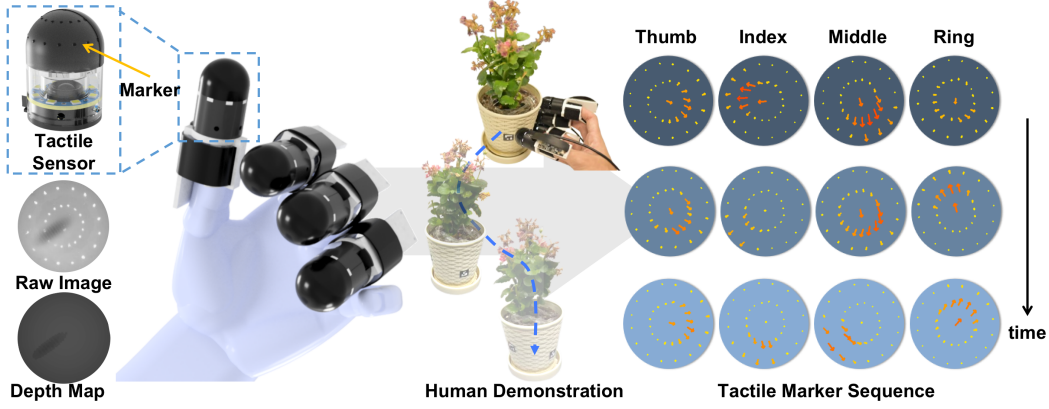 Marker
Tactile
Sensor
Raw Image
Depth Map
Human Demonstration
Thumb Index Middle Ring
time
Tactile Marker Sequence